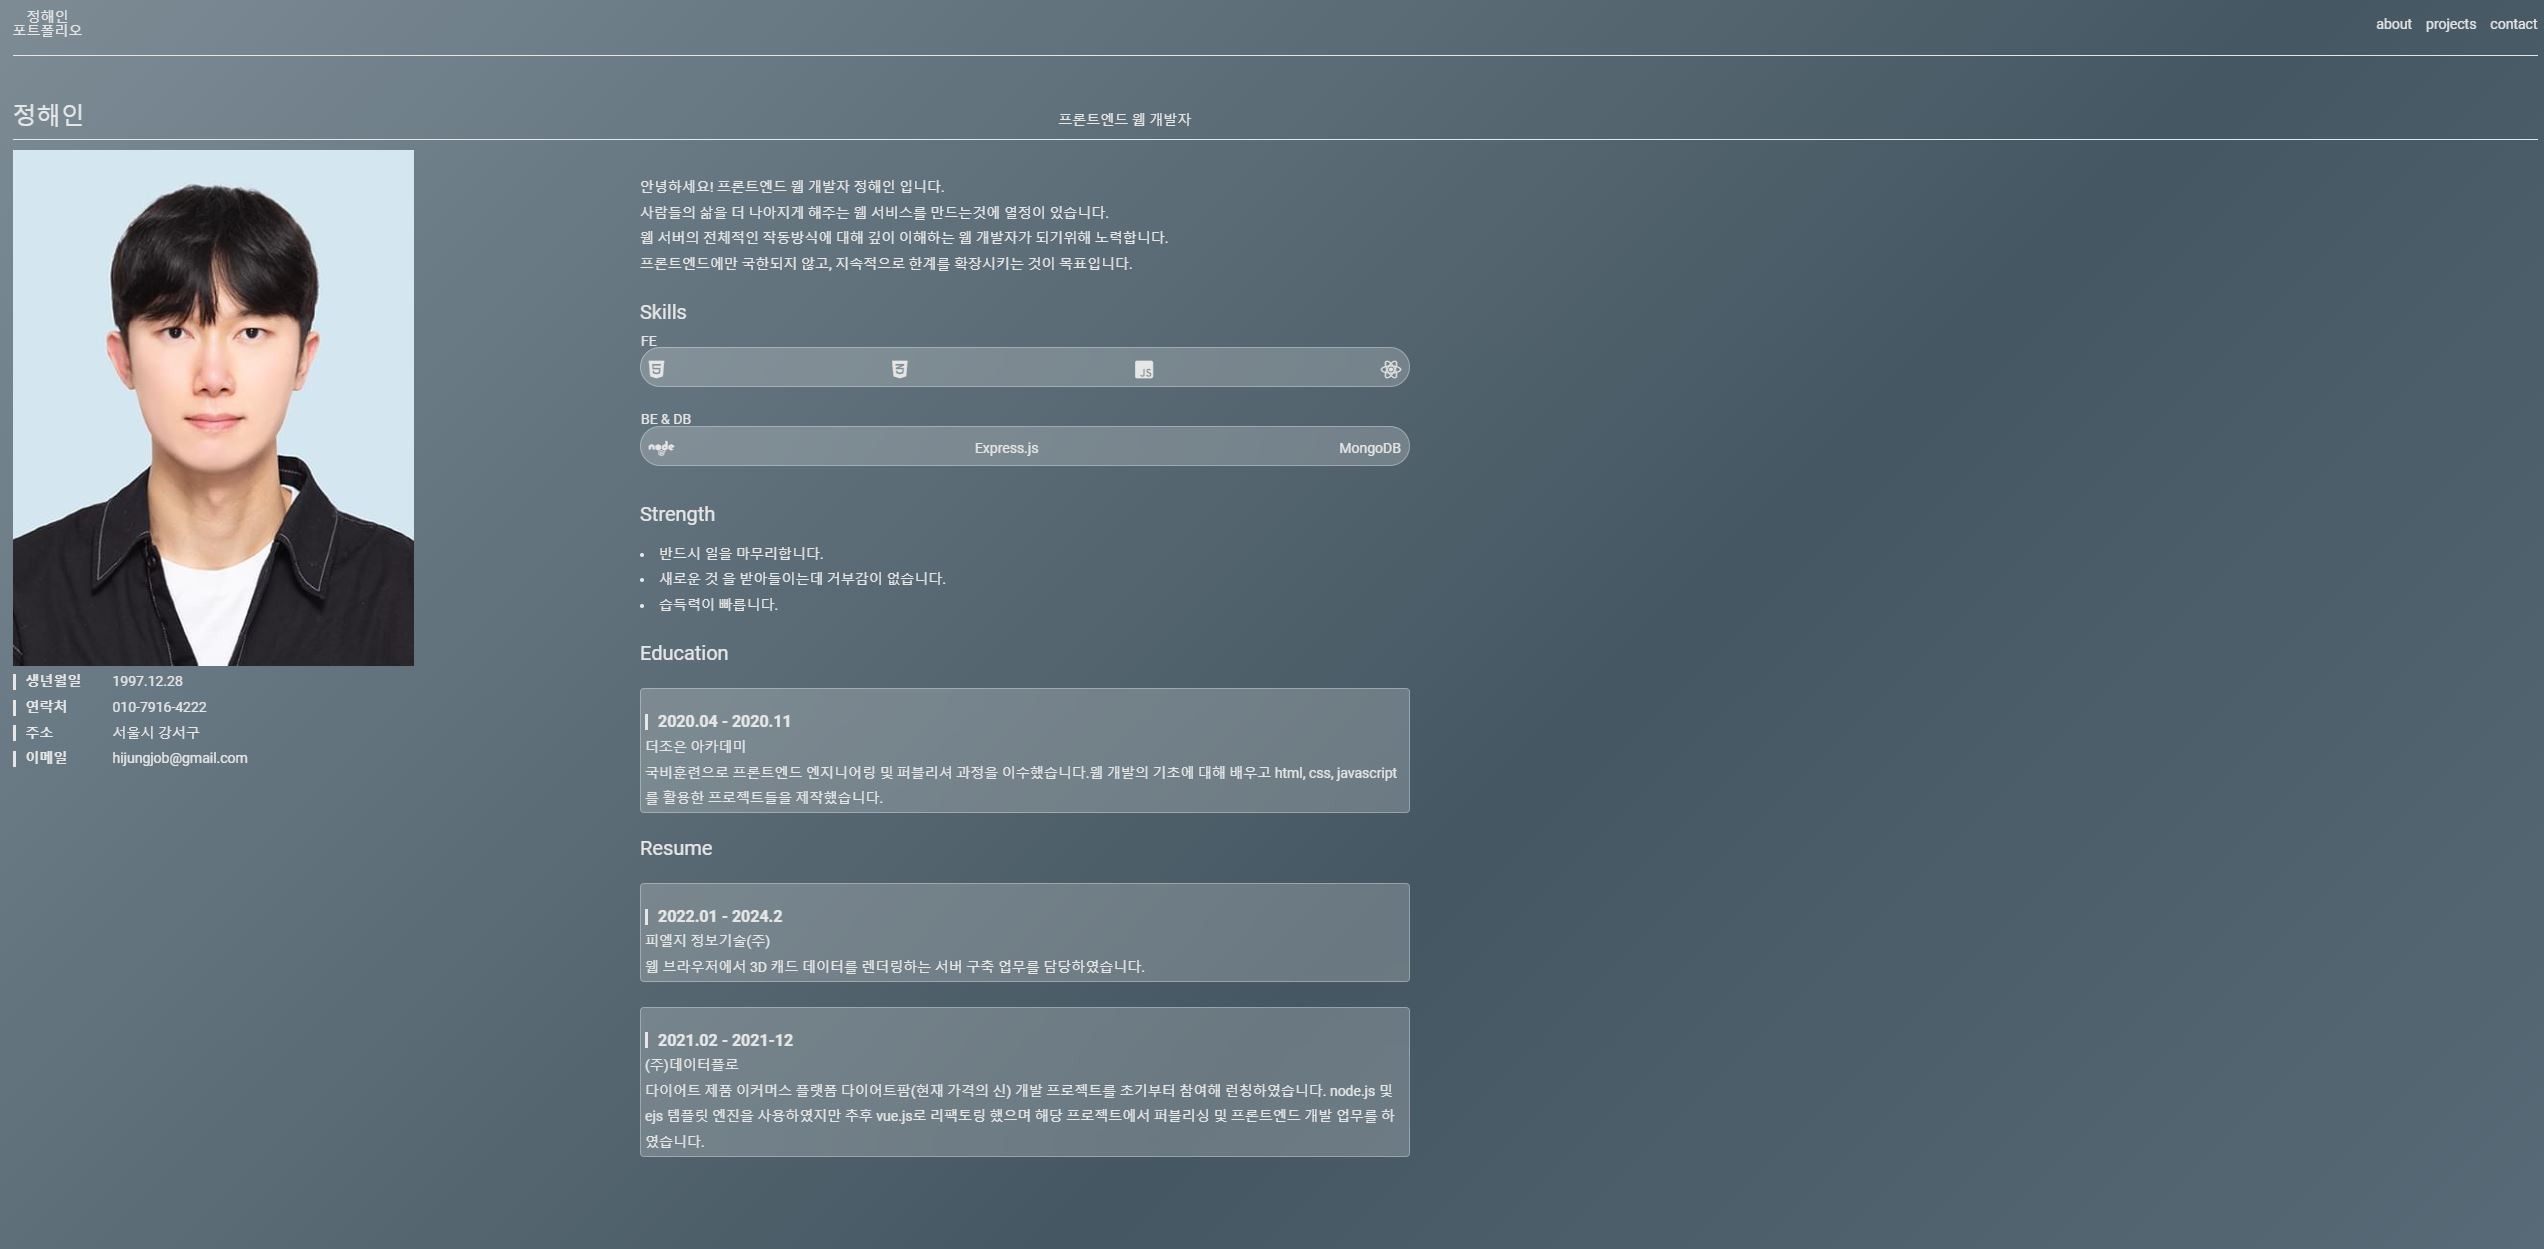 정해인
포트폴리오
about projects contact
정해인
프론트엔드 웹 개발자
안녕하세요! 프론트엔드 웹 개발자 정해인 입니다.
사람들의 삶을 더 나아지게 해주는 웹 서비스를 만드는것에 열정이 있습니다.
웹 서버의 전체적인 작동방식에 대해 깊이 이해하는 웹 개발자가 되기위해 노력합니다.
프론트엔드에만 국한되지 않고, 지속적으로 한계를 확장시키는 것이 목표입니다.
Skills
FE
5 3 JS
BE & DB
node Express.js MongoDB
Strength
• 반드시 일을 마무리합니다.
• 새로운 것 을 받아들이는데 거부감이 없습니다.
• 습득력이 빠릅니다.
생년월일 1997.12.28
연락처 010-7916-4222
주소 서울시 강서구
이메일 hijungjob@gmail.com
Education
2020.04 - 2020.11
더조은 아카데미
국비훈련으로 프론트엔드 엔지니어링 및 퍼블리셔 과정을 이수했습니다.웹 개발의 기초에 대해 배우고 html, css, javascript
를 활용한 프로젝트들을 제작했습니다.
Resume
2022.01 - 2024.2
피엘지 정보기술(주)
웹 브라우저에서 3D 캐드 데이터를 렌더링하는 서버 구축 업무를 담당하였습니다.
2021.02 - 2021-12
(주)데이터플로
다이어트 제품 이커머스 플랫폼 다이어트팜(현재 가격의 신) 개발 프로젝트를 초기부터 참여해 런칭하였습니다. node.js 및
ejs 템플릿 엔진을 사용하였지만 추후 vue.js로 리팩토링 했으며 해당 프로젝트에서 퍼블리싱 및 프론트엔드 개발 업무를 하
였습니다.